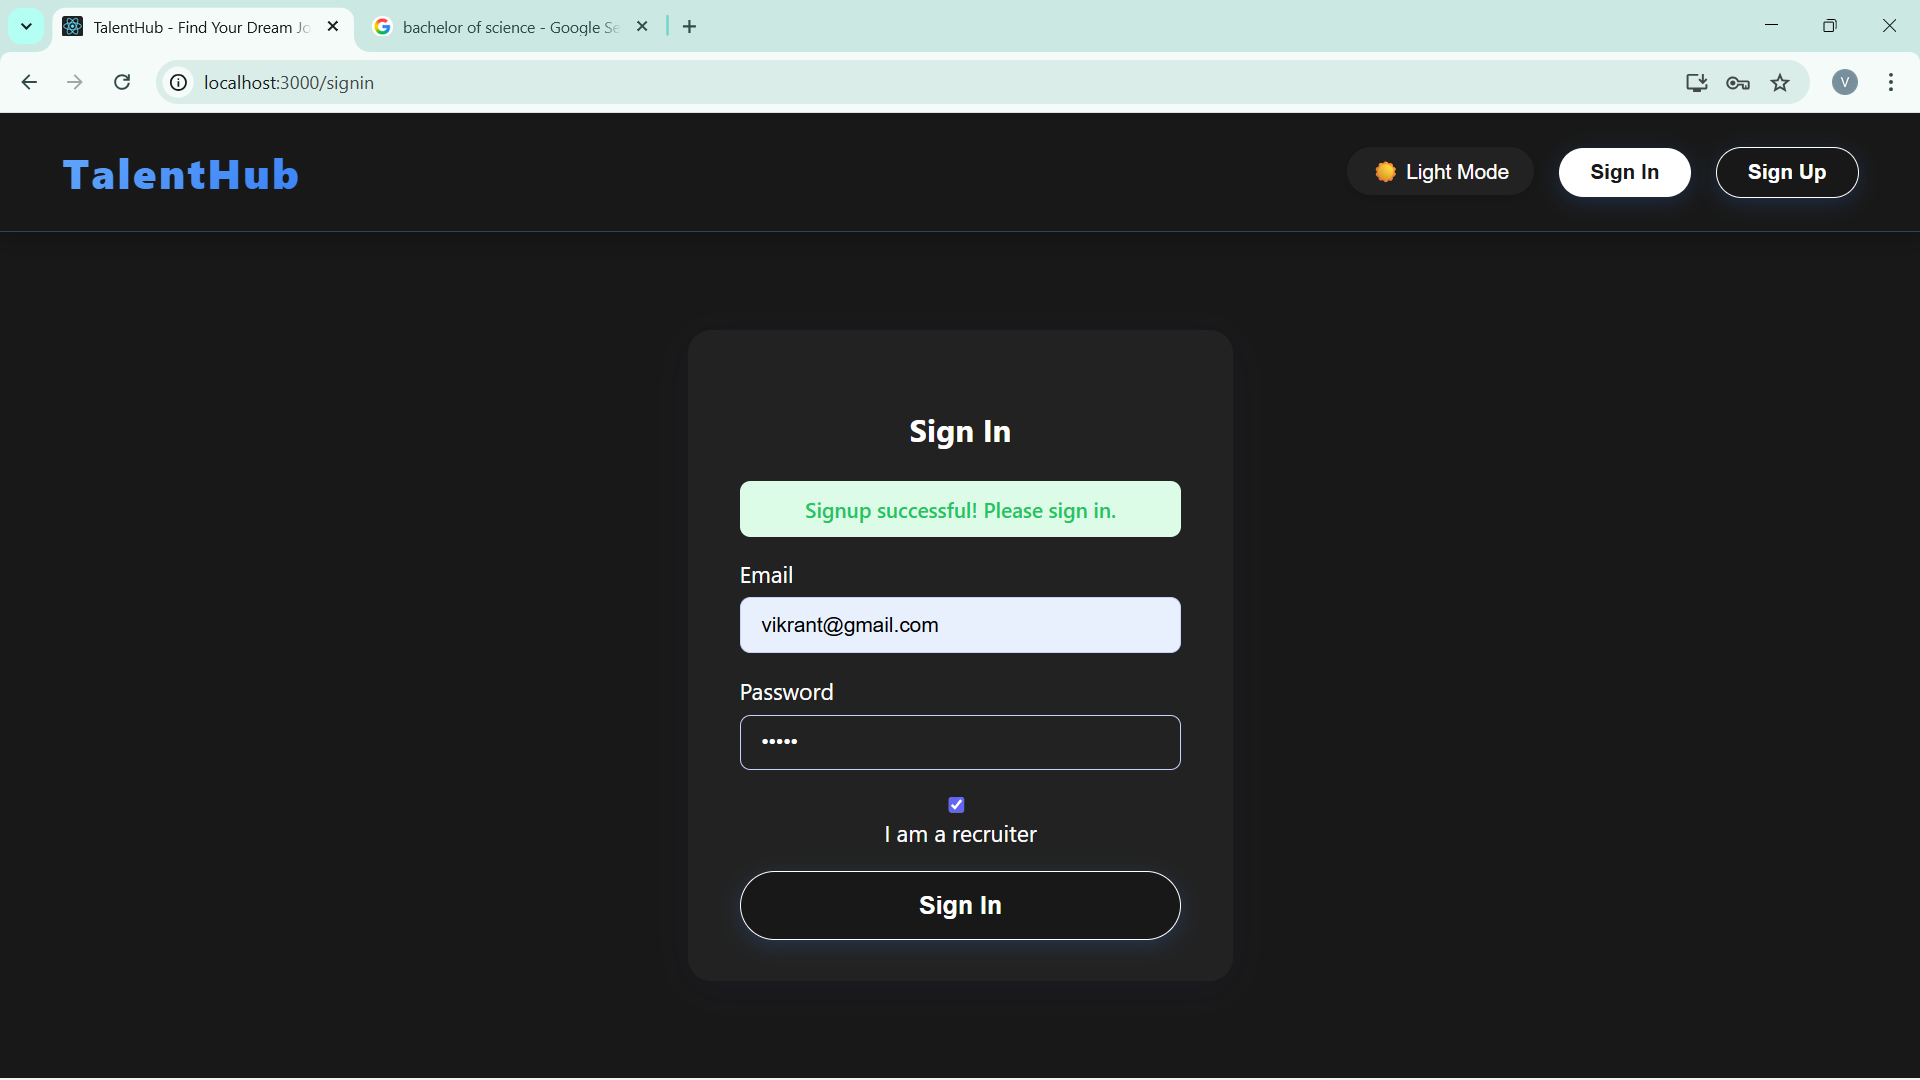 TalentHub - Find Your Dream Jo
bachelor of science - Google Se
localhost:3000/signin
V
TalentHub
Light Mode
Sign In
Sign Up
Sign In
Signup successful! Please sign in.
Email
vikrant@gmail.com
Password
•••••
I am a recruiter
Sign In